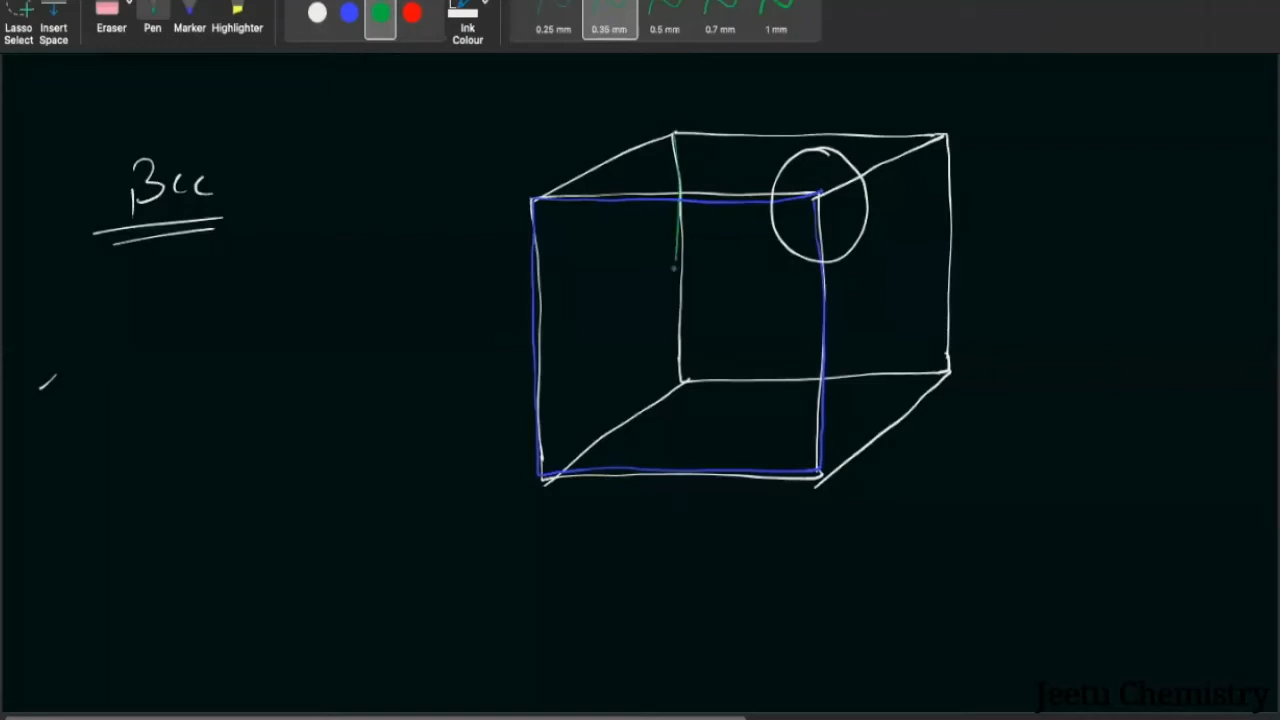 Lasso Select
Insert Space
Eraser
Pen
Marker
Highlighter
Ink Colour
0.25 mm
0.35 mm
0.5 mm
0.7 mm
1 mm
Bcc
Jeetu Chemistry